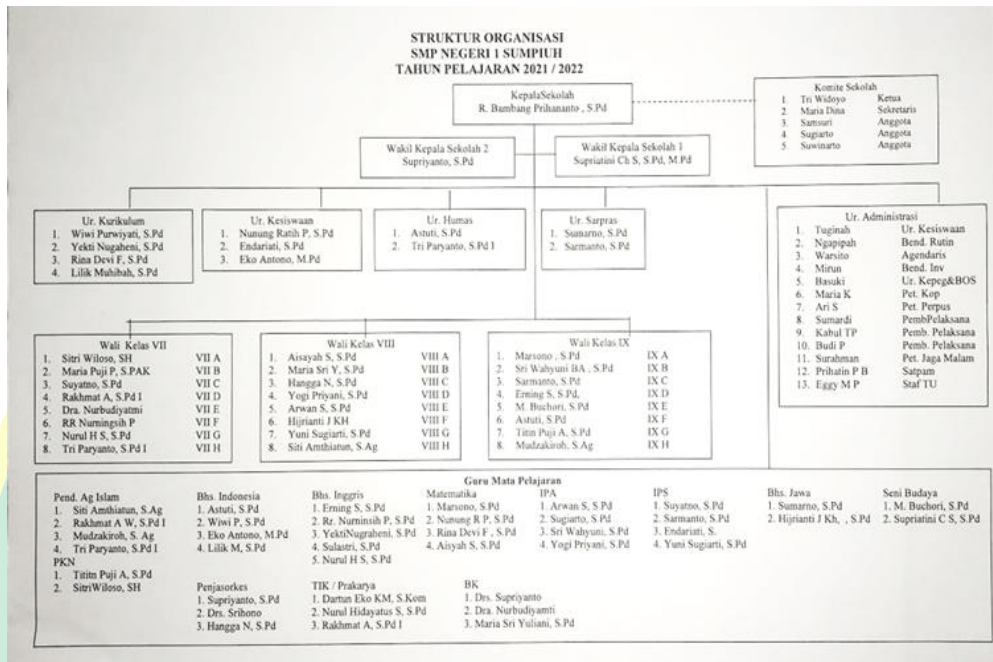 STRUKTUR ORGANISASI
SMP NEGERI 1 SUMPIUH
TAHUN PELAJARAN 2021 / 2022
KepalaSekolah
R. Bambang Prihananto , S.Pd
Komite Sekolah
1. Tri Widoyo Ketua
2. Maria Dina Sekretaris
3. Samsuri Anggota
4. Sugiarto Anggota
5. Suwinarto Anggota
Wakil Kepala Sekolah 2
Supriyanto, S.Pd
Wakil Kepala Sekolah 1
Supriatini Ch S, S.Pd, M.Pd
Ur. Kurikulum
1. Wiwi Purwiyati, S.Pd
2. Yekti Nugaheni, S.Pd
3. Rina Devi F, S.Pd
4. Lilik Muhibah, S.Pd
Ur. Kesiswaan
1. Nunung Ratih P, S.Pd
2. Endariati, S.Pd
3. Eko Antono, M.Pd
Ur. Humas
1. Astuti, S.Pd
2. Tri Paryanto, S.Pd I
Ur. Sarpras
1. Sumarno, S.Pd
2. Sarmanto, S.Pd
Ur. Administrasi
1. Tuginah Ur. Kesiswaan
2. Ngapipah Bend. Rutin
3. Warsito Agendaris
4. Mirun Bend. Inv
5. Basuki Ur. Kepeg&BOS
6. Maria K Pet. Kop
7. Ari S Pet. Perpus
8. Sumardi PembPelaksana
9. Kabul TP Pemb. Pelaksana
10. Budi P Pemb. Pelaksana
11. Surahman Pet. Jaga Malam
12. Prihatin P B Satpam
13. Eggy M P Staf TU
Wali Kelas VII
1. Sitri Wiloso, SH VII A
2. Maria Puji P, S.PAK VII B
3. Suyatno, S.Pd VII C
4. Rakhmat A, S.Pd I VII D
5. Dra. Nurbudiyatmi VII E
6. RR Numingsih P VII F
7. Nurul H S, S.Pd VII G
8. Tri Paryanto, S.Pd I VII H
Wali Kelas VIII
1. Aisayah S, S.Pd VIII A
2. Maria Sri Y, S.Pd VIII B
3. Hangga N, S.Pd VIII C
4. Yogi Priyani, S.Pd VIII D
5. Arwan S, S.Pd VIII E
6. Hijrianti J KH VIII F
7. Yuni Sugiarti, S.Pd VIII G
8. Siti Amthiatun, S.Ag VIII H
Wali Kelas IX
1. Marsono , S.Pd IX A
2. Sri Wahyuni BA , S.Pd IX B
3. Sarmanto, S.Pd IX C
4. Erning S, S.Pd, IX D
5. M. Buchori, S.Pd IX E
6. Astuti, S.Pd IX F
7. Titin Puji A, S.Pd IX G
8. Mudzakiroh, S.Ag IX H
Guru Mata Pelajaran
Pend. Ag Islam
1. Siti Amthiatun, S.Ag
2. Rakhmat A W, S.Pd I
3. Mudzakiroh, S. Ag
4. Tri Paryanto, S.Pd I
PKN
1. Tititn Puji A, S.Pd
2. SitriWiloso, SH
Bhs. Indonesia
1. Astuti, S.Pd
2. Wiwi P, S.Pd
3. Eko Antono, M.Pd
4. Lilik M, S.Pd
Bhs. Inggris
1. Erning S, S.Pd
2. Rr. Numinsih P, S.Pd
3. YektiNugraheni, S.Pd
4. Sulastri, S.Pd
5. Nurul H S, S.Pd
Matematika
1. Marsono, S.Pd
2. Nunung R P, S.Pd
3. Rina Devi F , S.Pd
4. Aisyah S, S.Pd
IPA
1. Arwan S, S.Pd
2. Sugiarto, S.Pd
3. Sri Wahyuni, S.Pd
4. Yogi Priyani, S.Pd
IPS
1. Suyatno, S.Pd
2. Sarmanto, S.Pd
3. Endariati, S.
4. Yuni Sugiarti, S.Pd
Bhs. Jawa
1. Sumarno, S.Pd
2. Hijrianti J Kh, , S.Pd
Seni Budaya
1. M. Buchori, S.Pd
2. Supriatini C S, S.Pd
Penjasorkes
1. Supriyanto, S.Pd
2. Drs. Srihono
3. Hangga N, S.Pd
TIK / Prakarya
1. Dartun Eko KM, S.Kom
2. Nurul Hidayatus S, S.Pd
3. Rakhmat A, S.Pd I
BK
1. Drs. Supriyanto
2. Dra. Nurbudiyamti
3. Maria Sri Yuliani, S.Pd